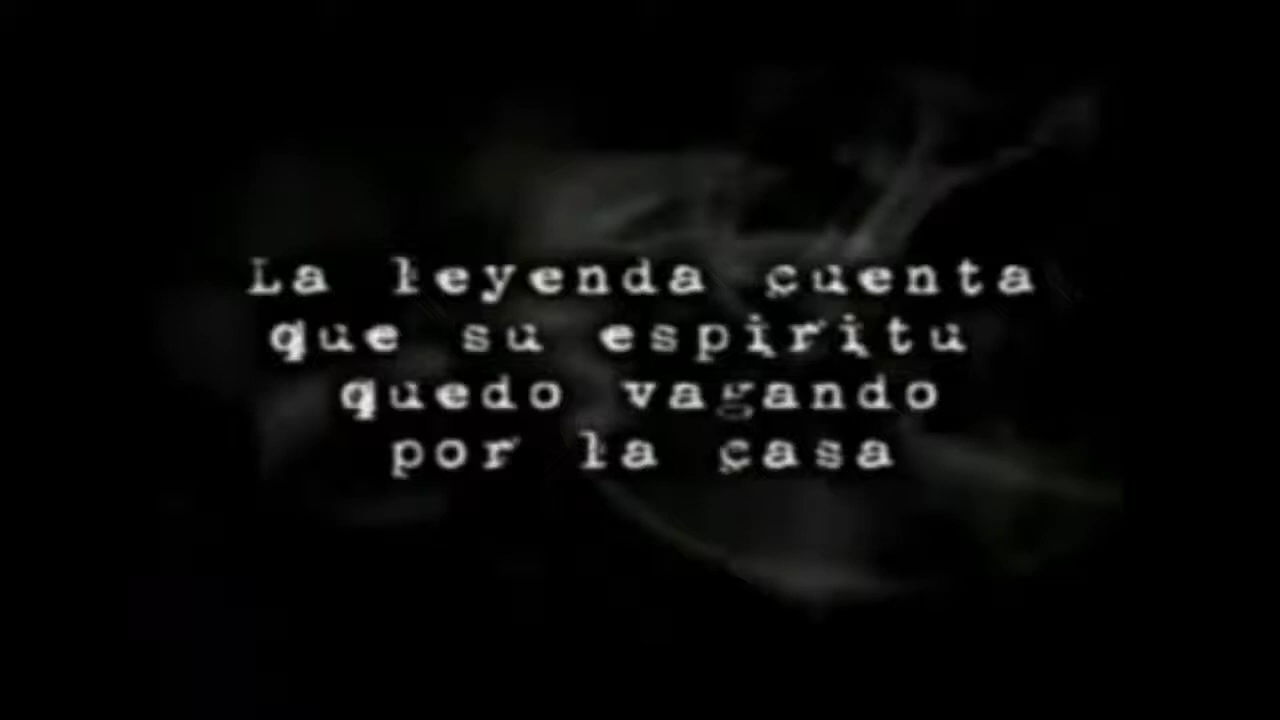 La leyenda cuenta
que su espiritu
quedo vagando
por la casa